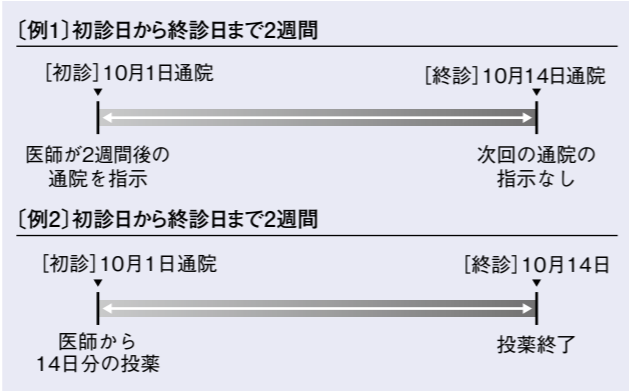 〔例1〕初診日から終診日まで2週間
[初診]10月1日通院
[終診]10月14日通院
医師が2週間後の
通院を指示
次回の通院の
指示なし
〔例2〕初診日から終診日まで2週間
[初診]10月1日通院
[終診]10月14日
医師から
14日分の投薬
投薬終了